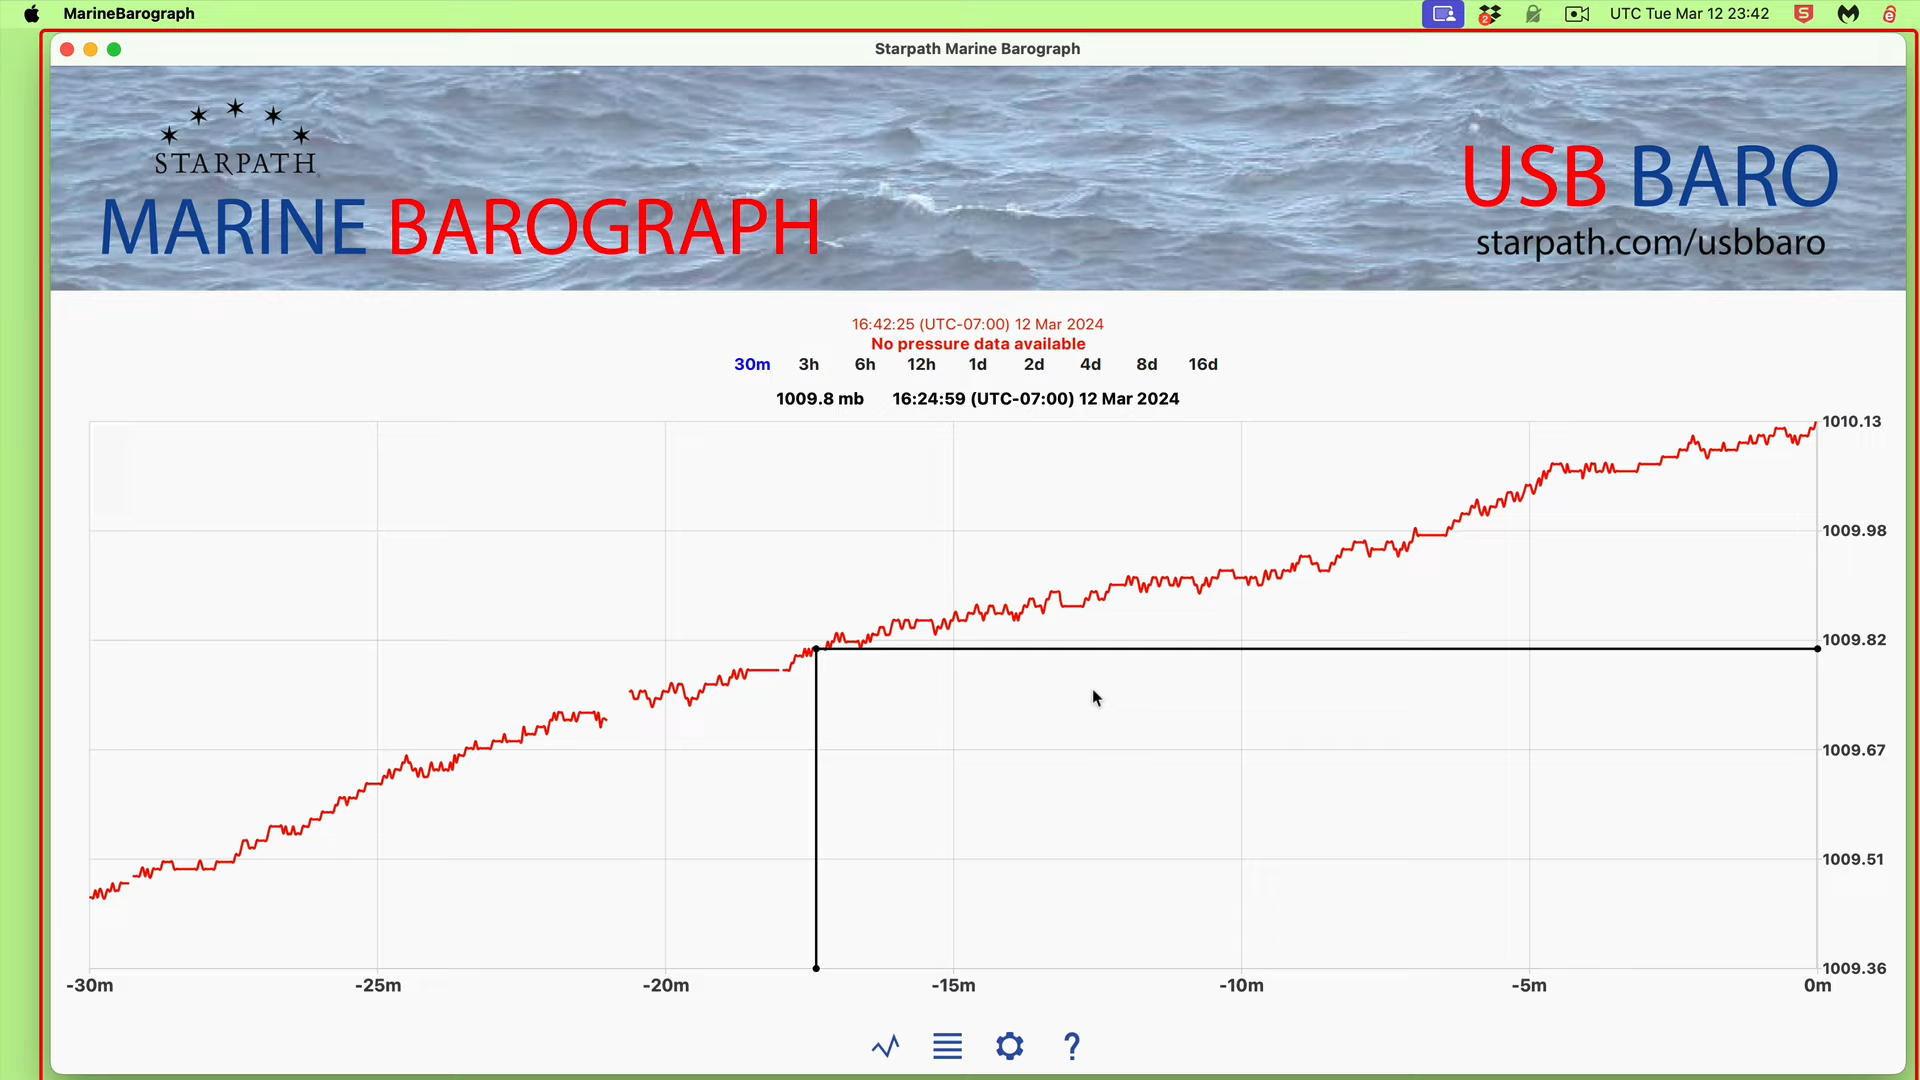 MarineBarograph
2
UTC Tue Mar 12 23:42
S
Starpath Marine Barograph
STARPATH
MARINE BAROGRAPH
USB BARO
starpath.com/usbbaro
16:42:25 (UTC-07:00) 12 Mar 2024
No pressure data available
30m 3h 6h 12h 1d 2d 4d 8d 16d
1009.8 mb 16:24:59 (UTC-07:00) 12 Mar 2024
1010.13
1009.98
1009.82
1009.67
1009.51
1009.36
-30m -25m -20m -15m -10m -5m 0m
?